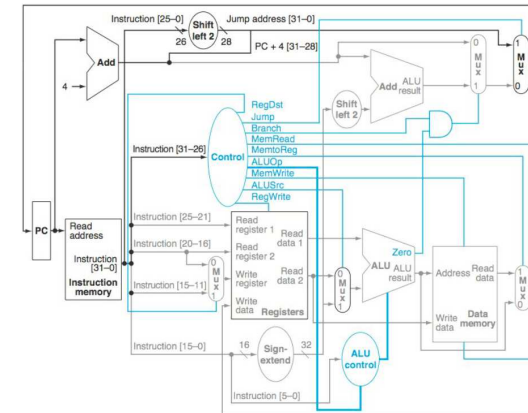 Instruction [25–0]
Shift
left 2
Jump address [31–0]
26
28
PC + 4 [31–28]
Add
4
0
M
u
x
1
1
M
u
x
0
Add
ALU
result
Shift
left 2
RegDst
Jump
Branch
MemRead
MemtoReg
ALUOp
MemWrite
ALUSrc
RegWrite
Control
Instruction [31–26]
PC
Read
address
Instruction
[31–0]
Instruction
memory
Instruction [25–21]
Instruction [20–16]
Instruction [15–11]
0
M
u
x
1
Read
register 1
Read
register 2
Write
register
Write
data
Read
data 1
Read
data 2
Registers
0
M
u
x
1
Zero
ALU
ALU
result
Address
Read
data
Write
data
Data
memory
1
M
u
x
0
Instruction [15–0]
16
Sign-
extend
32
ALU
control
Instruction [5–0]